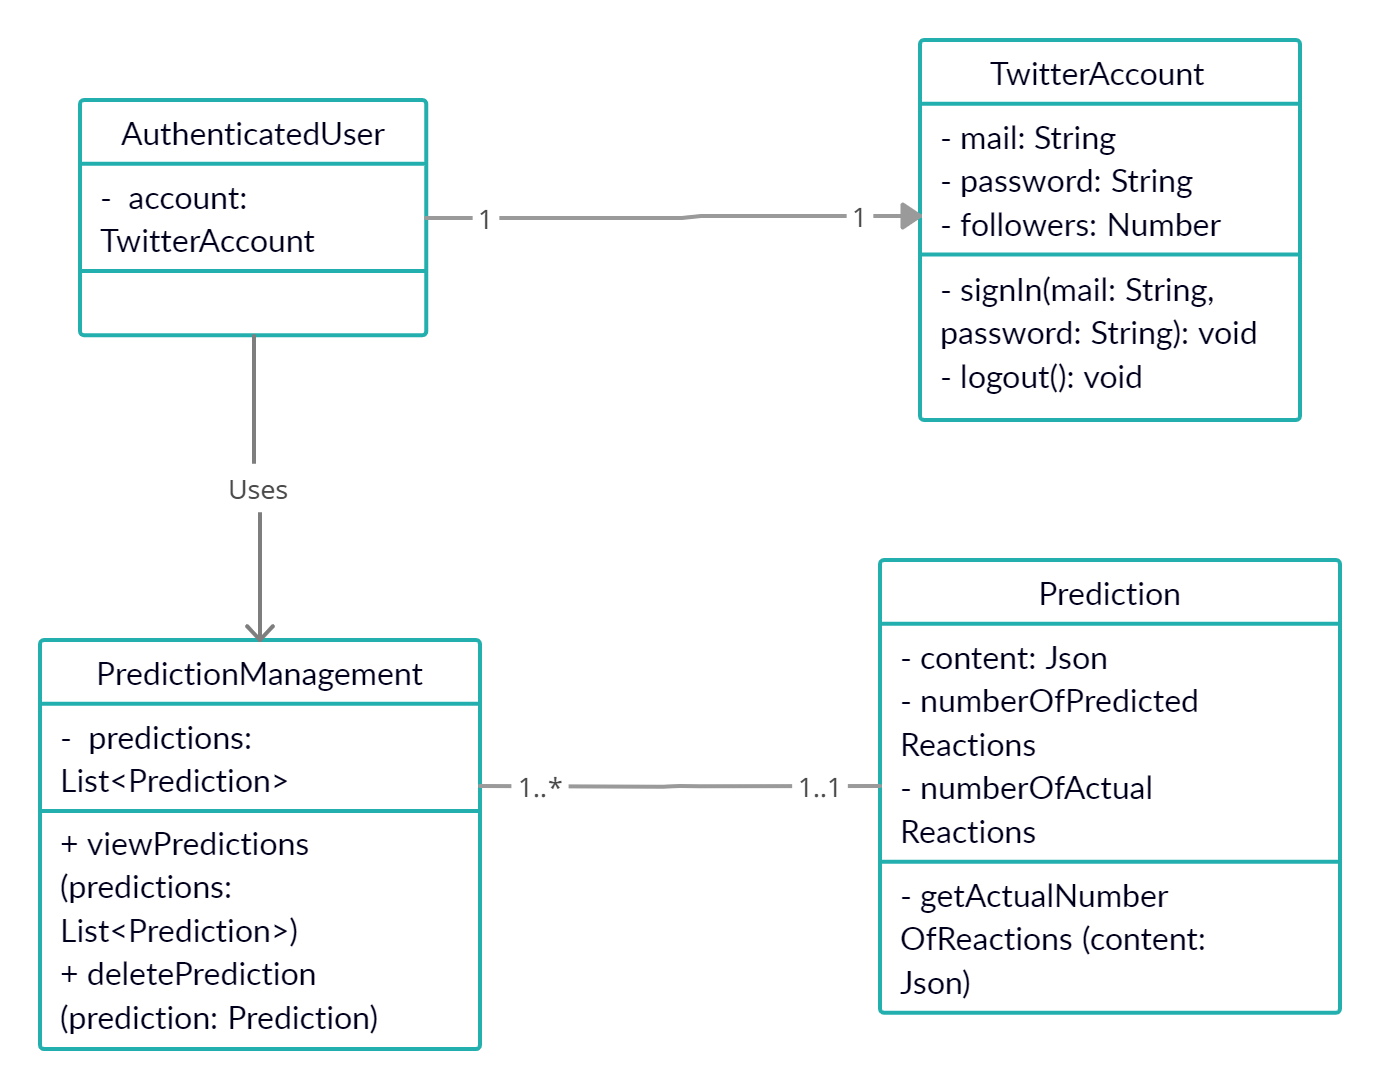 AuthenticatedUser
-  account:
TwitterAccount
1
1
TwitterAccount
- mail: String
- password: String
- followers: Number
- signIn(mail: String,
password: String): void
- logout(): void
Uses
PredictionManagement
-  predictions:
List<Prediction>
+ viewPredictions
(predictions:
List<Prediction>)
+ deletePrediction
(prediction: Prediction)
1..*
1..1
Prediction
- content: Json
- numberOfPredicted
Reactions
- numberOfActual
Reactions
- getActualNumber
OfReactions (content:
Json)